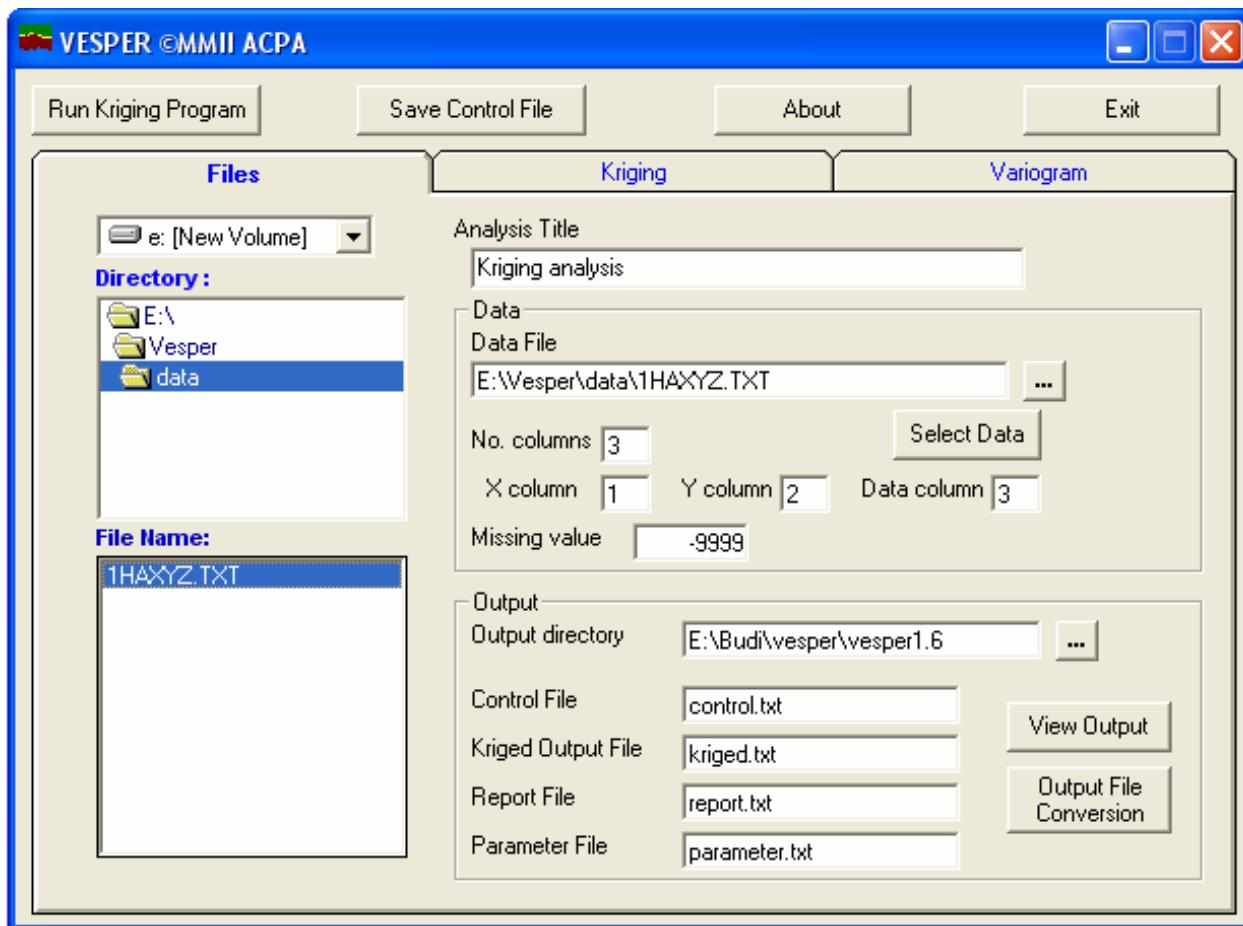 VESPER ©MMII ACPA
Run Kriging Program
Save Control File
About
Exit
Files
Kriging
Variogram
e: [New Volume]
Directory :
E:\
Vesper
data
File Name:
1HAXYZ.TXT
Analysis Title
Kriging analysis
Data
Data File
E:\Vesper\data\1HAXYZ.TXT
...
No. columns 3
Select Data
X column 1 Y column 2 Data column 3
Missing value -9999
Output
Output directory E:\Budi\vesper\vesper1.6 ...
Control File control.txt
Kriged Output File kriged.txt
Report File report.txt
Parameter File parameter.txt
View Output
Output File
Conversion